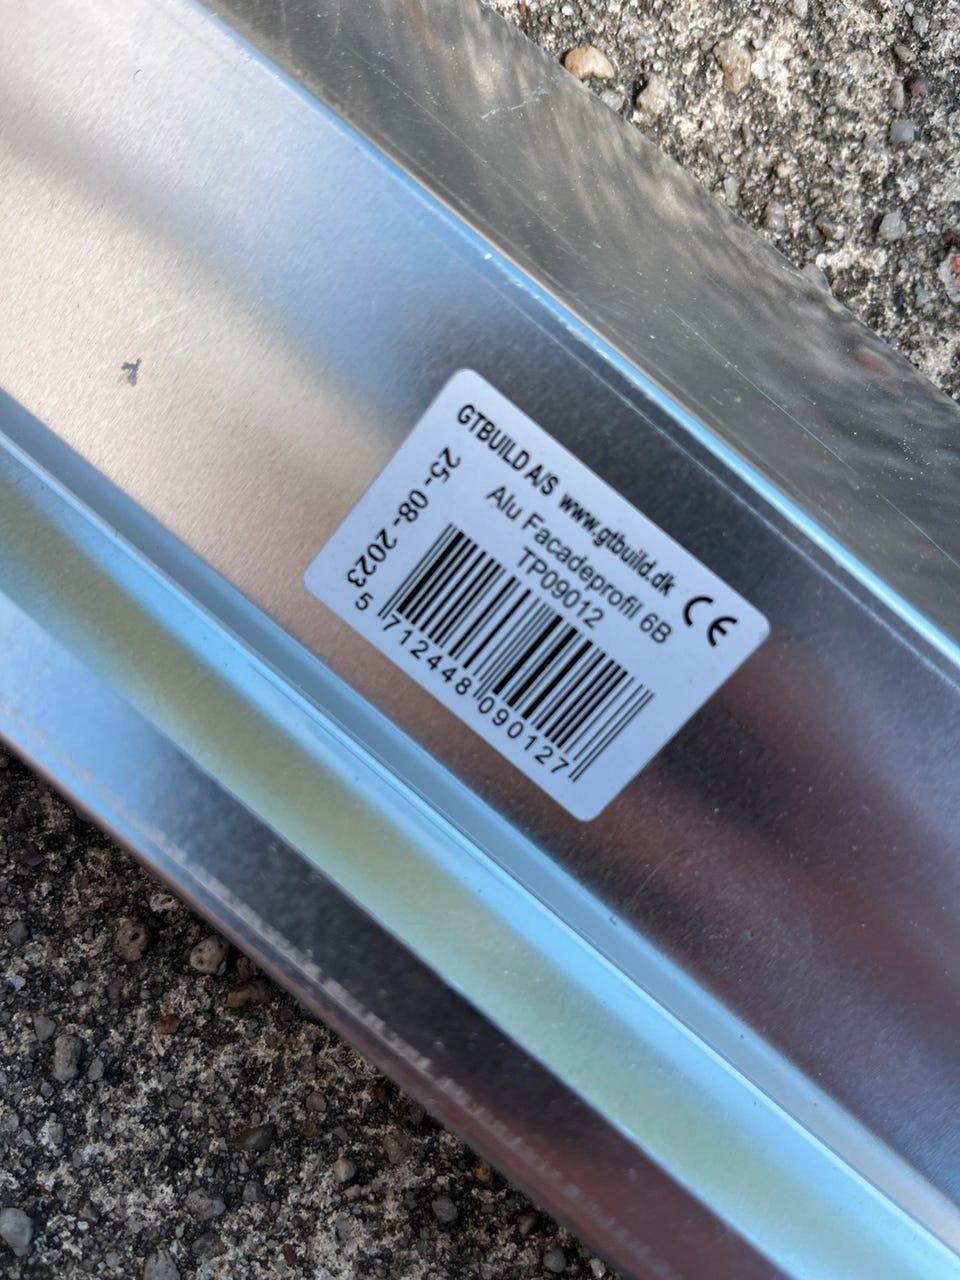 GTBUILD A/S www.gtbuild.dk
Alu Facadeprofil 6B
TP09012
CE
25-08-2023
5 712448 090127